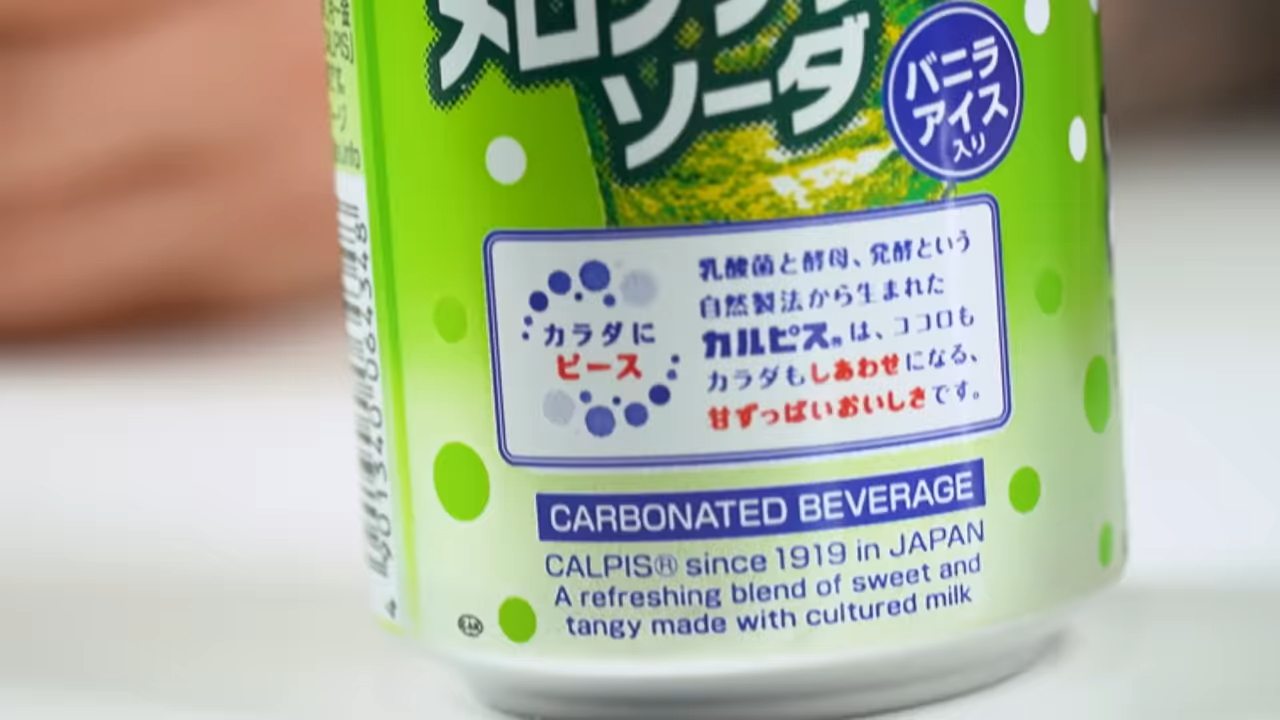 ソーダ
バニラ
アイス
入り
カラダに
ピース
乳酸菌と酵母、発酵という
自然製法から生まれた
カルピス®は、ココロも
カラダもしあわせになる、
甘ずっぱいおいしさです。
CARBONATED BEVERAGE
CALPIS® since 1919 in JAPAN
A refreshing blend of sweet and
tangy made with cultured milk